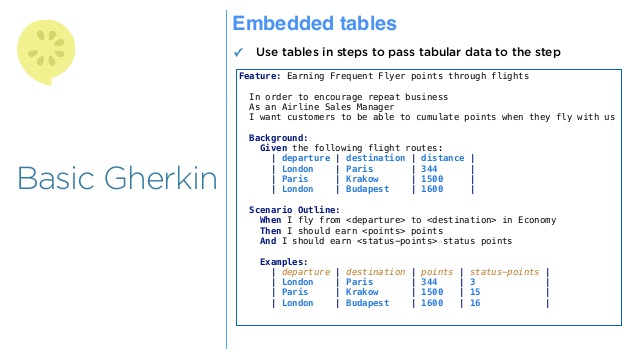 Embedded tables
✓ Use tables in steps to pass tabular data to the step
Basic Gherkin
Feature: Earning Frequent Flyer points through flights
In order to encourage repeat business
As an Airline Sales Manager
I want customers to be able to cumulate points when they fly with us
Background:
Given the following flight routes:
| departure | destination | distance |
| London | Paris | 344 |
| Paris | Krakow | 1500 |
| London | Budapest | 1600 |
Scenario Outline:
When I fly from <departure> to <destination> in Economy
Then I should earn <points> points
And I should earn <status-points> status points
Examples:
| departure | destination | points | status-points |
| London | Paris | 344 | 3 |
| Paris | Krakow | 1500 | 15 |
| London | Budapest | 1600 | 16 |